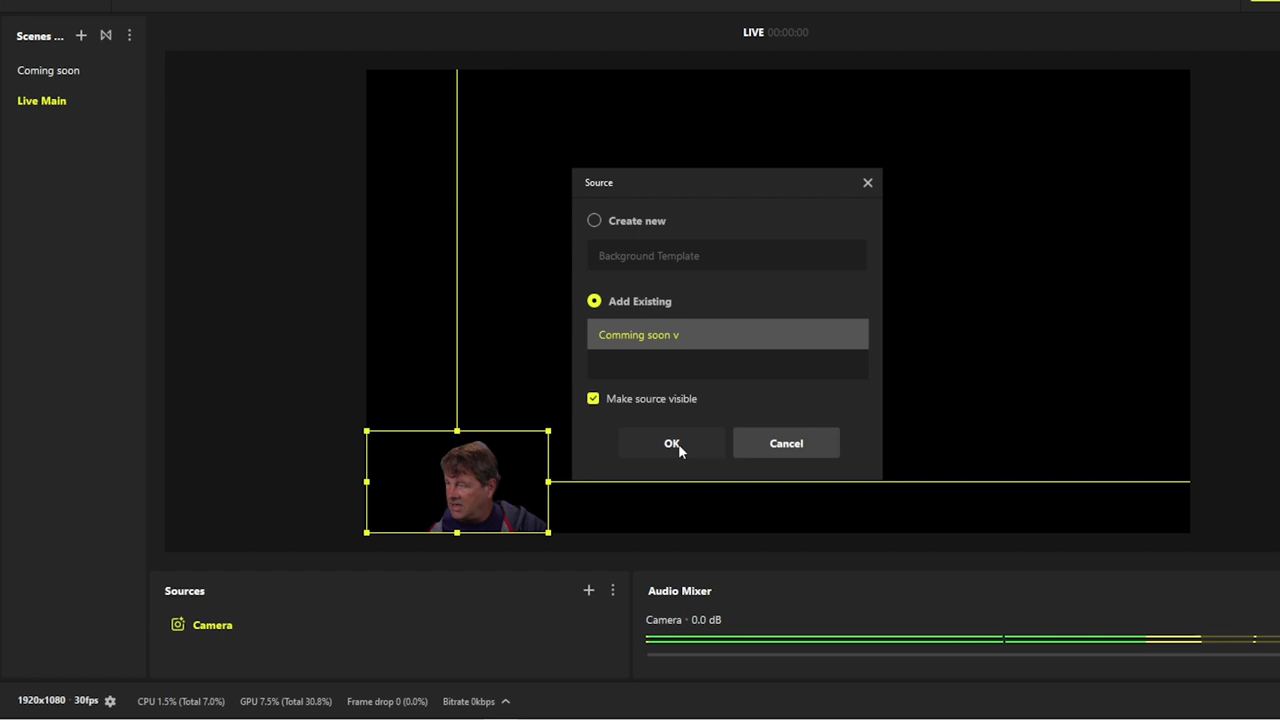 Scenes ...
LIVE 00:00:00
Coming soon
Live Main
Source
Create new
Background Template
Add Existing
Comming soon v
Make source visible
OK
Cancel
Sources
Audio Mixer
Camera
Camera · 0.0 dB
1920x1080 · 30fps
CPU 1.5% (Total 7.0%)
GPU 7.5% (Total 30.8%)
Frame drop 0 (0.0%)
Bitrate 0kbps